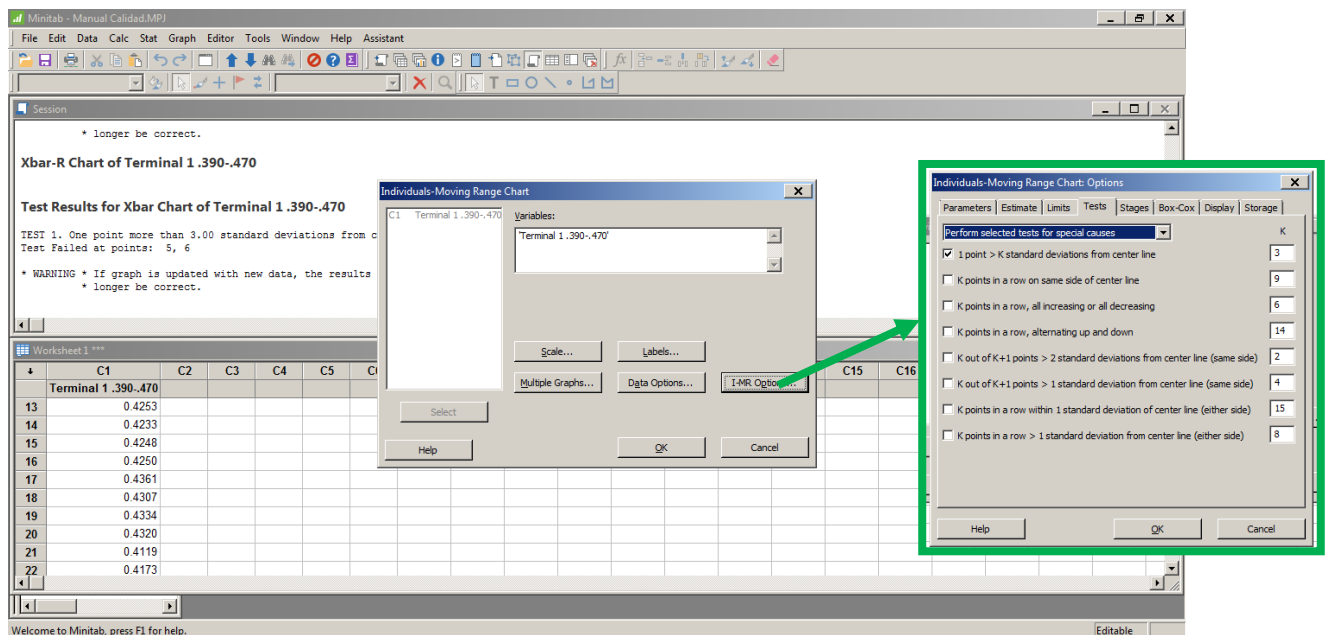 Minitab - Manual Calidad.MPJ
File Edit Data Calc Stat Graph Editor Tools Window Help Assistant
Session
* longer be correct.
Xbar-R Chart of Terminal 1 .390-.470
Test Results for Xbar Chart of Terminal 1 .390-.470
TEST 1. One point more than 3.00 standard deviations from c
Test Failed at points: 5, 6
* WARNING * If graph is updated with new data, the results
* longer be correct.
Individuals-Moving Range Chart
C1 Terminal 1 .390-.470
Variables:
'Terminal 1 .390-.470'
Scale...
Labels...
Multiple Graphs...
Data Options...
I-MR Options...
Select
Help
OK
Cancel
Individuals-Moving Range Chart: Options
Parameters Estimate Limits Tests Stages Box-Cox Display Storage
Perform selected tests for special causes K
1 point > K standard deviations from center line 3
K points in a row on same side of center line 9
K points in a row, all increasing or all decreasing 6
K points in a row, alternating up and down 14
K out of K+1 points > 2 standard deviations from center line (same side) 2
K out of K+1 points > 1 standard deviation from center line (same side) 4
K points in a row within 1 standard deviation of center line (either side) 15
K points in a row > 1 standard deviation from center line (either side) 8
Help
OK
Cancel
Worksheet 1 ***
C1 C2 C3 C4 C5 C15 C16
Terminal 1 .390-.470
13 0.4253
14 0.4233
15 0.4248
16 0.4250
17 0.4361
18 0.4307
19 0.4334
20 0.4320
21 0.4119
22 0.4173
Welcome to Minitab, press F1 for help.
Editable